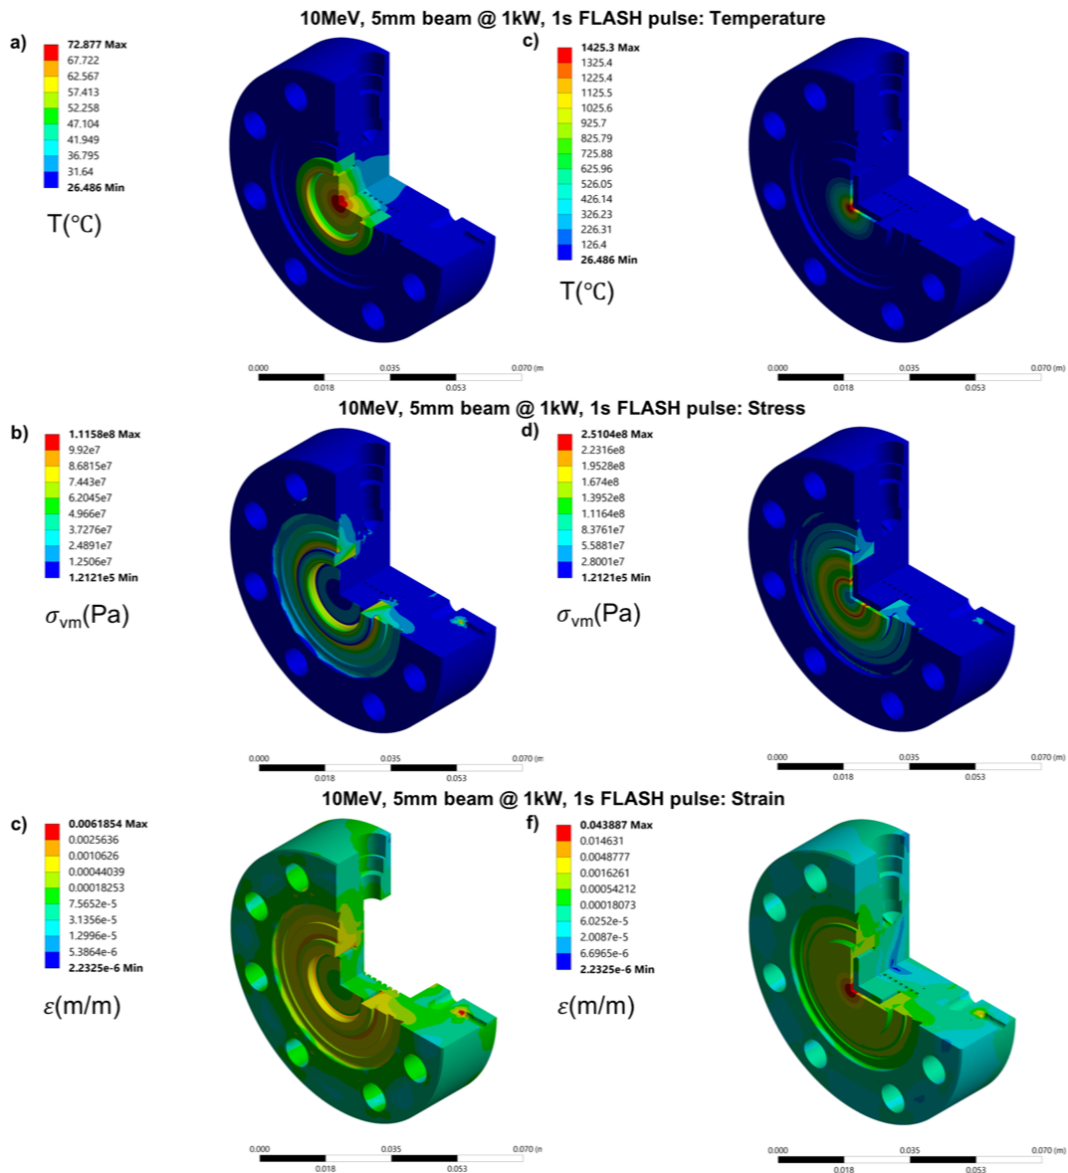 10MeV, 5mm beam @ 1kW, 1s FLASH pulse: Temperature
a)
72.877 Max
67.722
62.567
57.413
52.258
47.104
41.949
36.795
31.64
26.486 Min
T(°C)
0.000
0.035
0.070 (m
0.018
0.053
c)
1425.3 Max
1325.4
1225.4
1125.5
1025.6
925.7
825.79
725.88
625.96
526.05
426.14
326.23
226.31
126.4
26.486 Min
T(°C)
0.000
0.035
0.070 (m)
0.018
0.053
10MeV, 5mm beam @ 1kW, 1s FLASH pulse: Stress
b)
1.1158e8 Max
9.92e7
8.6815e7
7.443e7
6.2045e7
4.966e7
3.7276e7
2.4891e7
1.2506e7
1.2121e5 Min
σvm(Pa)
0.000
0.035
0.070 (m
0.018
0.053
d)
2.5104e8 Max
2.2316e8
1.9528e8
1.674e8
1.3952e8
1.1164e8
8.3761e7
5.5881e7
2.8001e7
1.2121e5 Min
σvm(Pa)
0.000
0.035
0.070 (m)
0.018
0.053
10MeV, 5mm beam @ 1kW, 1s FLASH pulse: Strain
c)
0.0061854 Max
0.0025636
0.0010626
0.00044039
0.00018253
7.5652e-5
3.1356e-5
1.2996e-5
5.3864e-6
2.2325e-6 Min
ε(m/m)
0.000
0.035
0.070 (m
0.018
0.053
f)
0.043887 Max
0.014631
0.0048777
0.0016261
0.00054212
0.00018073
6.0252e-5
2.0087e-5
6.6965e-6
2.2325e-6 Min
ε(m/m)
0.000
0.035
0.070 (m)
0.018
0.053